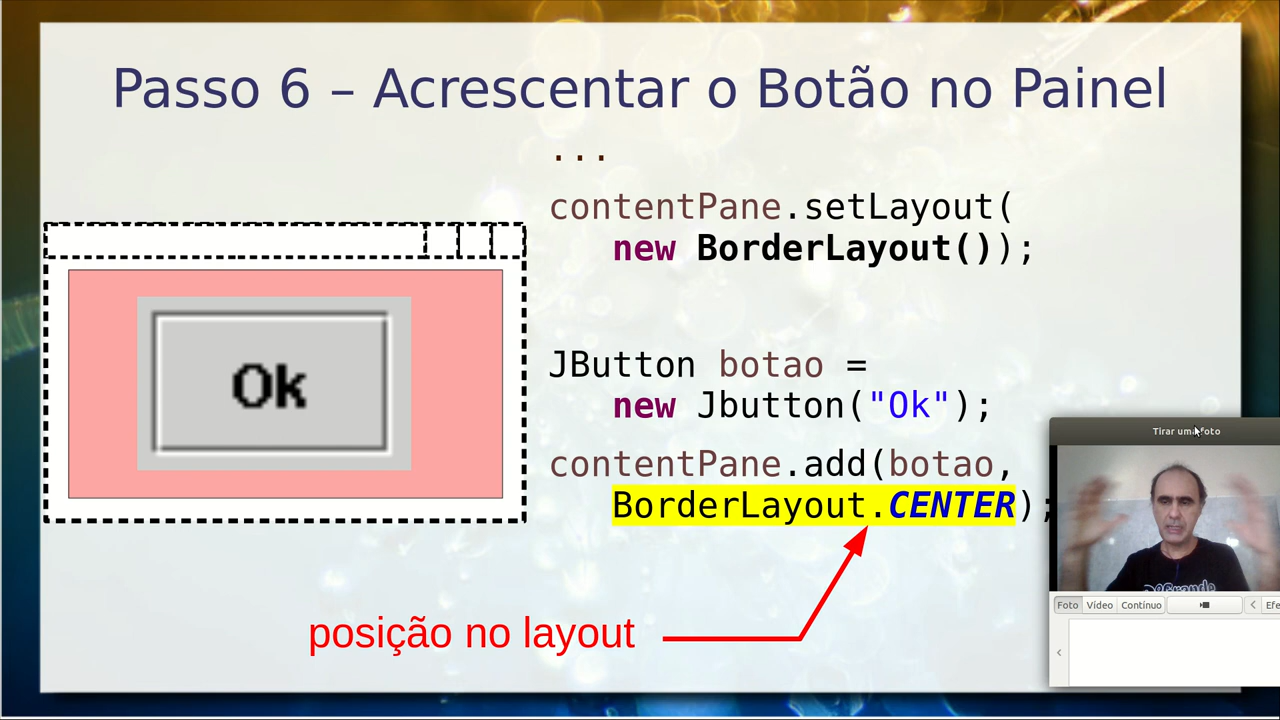 Passo 6 – Acrescentar o Botão no Painel
...
contentPane.setLayout(
new BorderLayout());
Ok
JButton botao =
new Jbutton("Ok");
contentPane.add(botao,
BorderLayout.CENTER);
posição no layout
Tirar uma foto
Foto Vídeo Contínuo